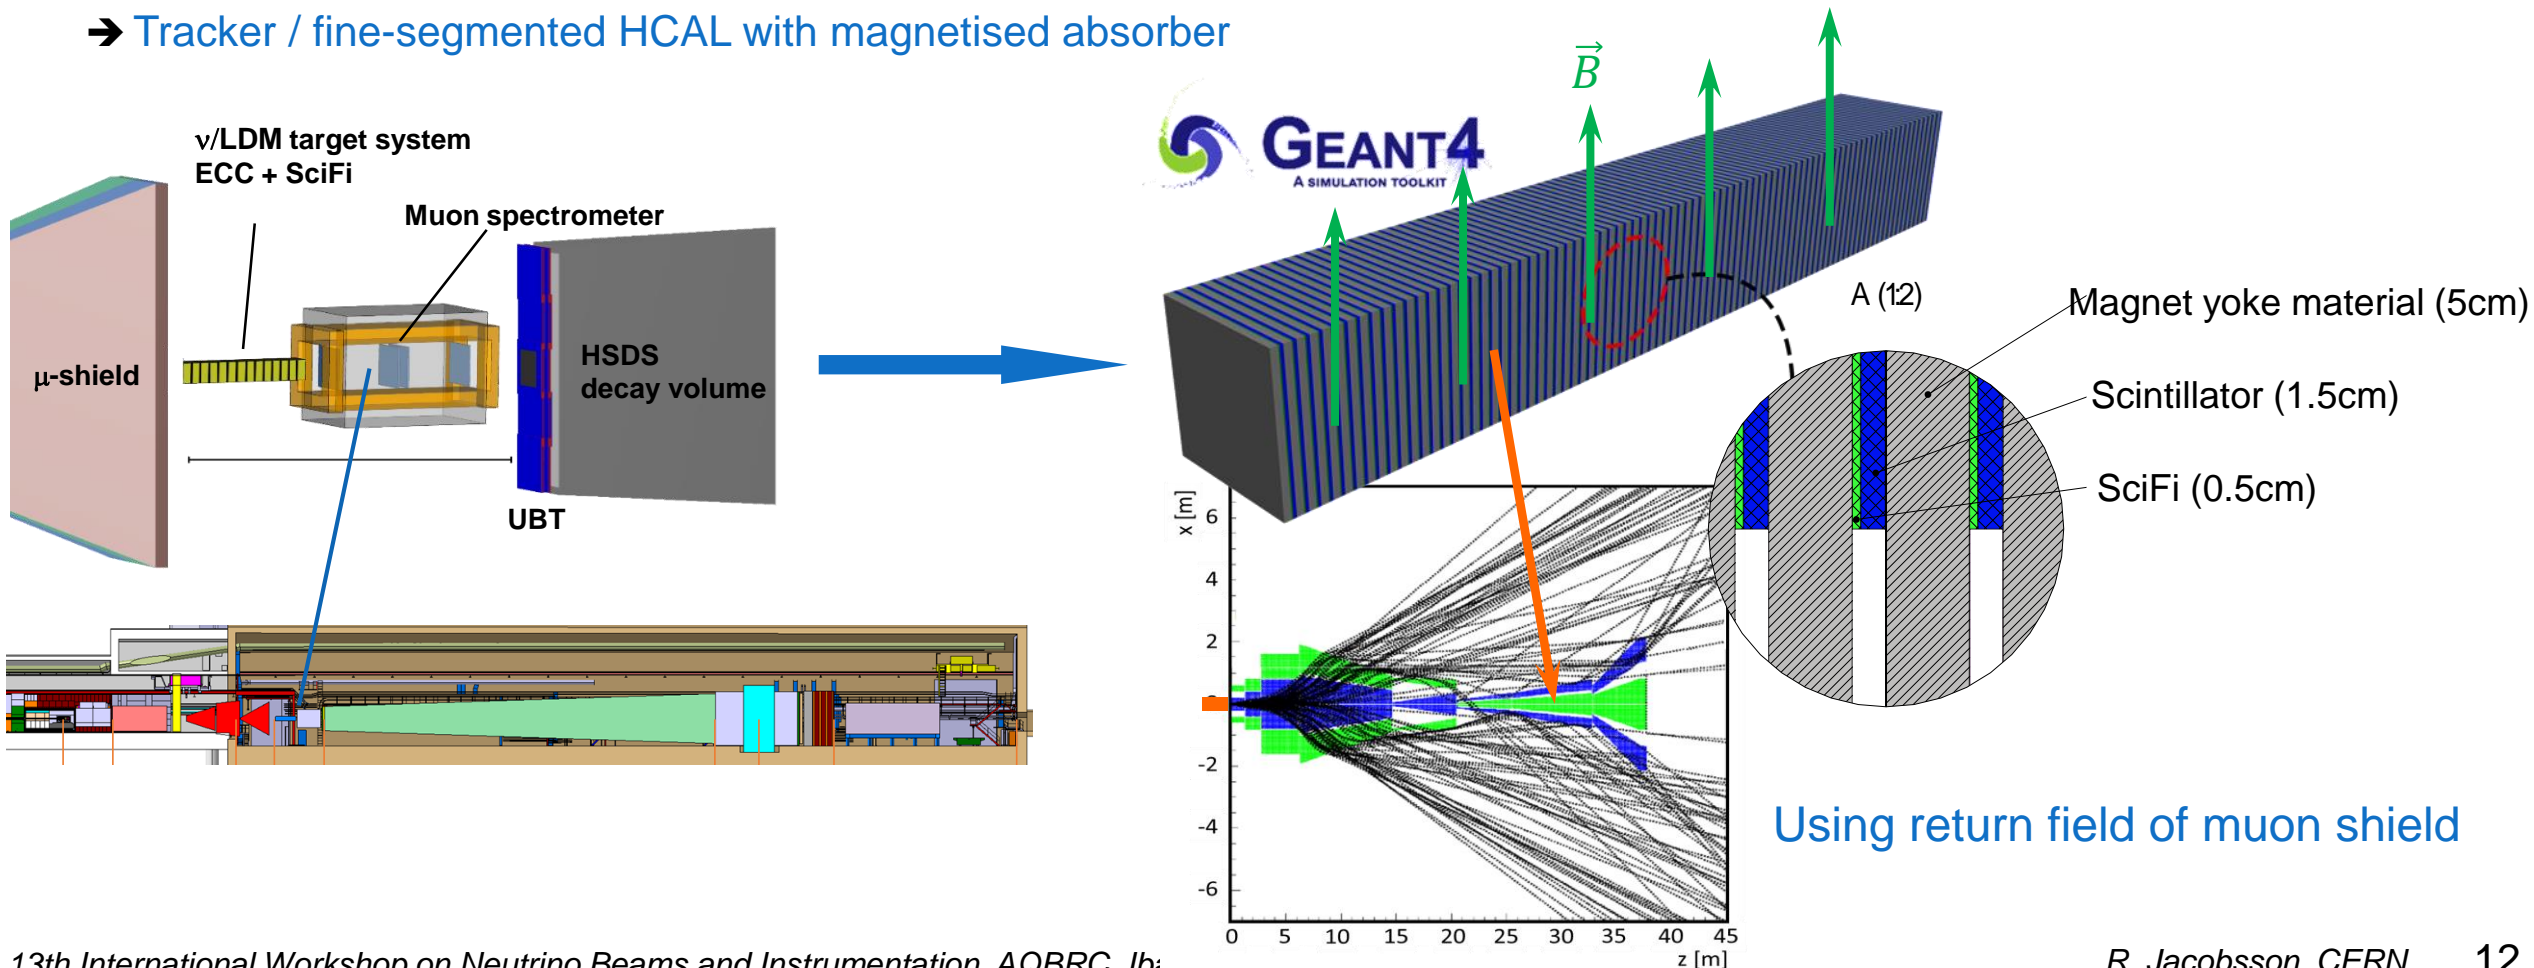 ➔ Tracker / fine-segmented HCAL with magnetised absorber
ν/LDM target system
ECC + SciFi
Muon spectrometer
μ-shield
HSDS
decay volume
UBT
GEANT4
A SIMULATION TOOLKIT
B
A (1:2)
Magnet yoke material (5cm)
Scintillator (1.5cm)
SciFi (0.5cm)
x [m]
6
4
2
-2
-4
-6
0 5 10 15 20 25 30 35 40 45
z [m]
Using return field of muon shield
13th International Workshop on Neutrino Beams and Instrumentation, AQBRC,
R. Jacobsson, CERN 12